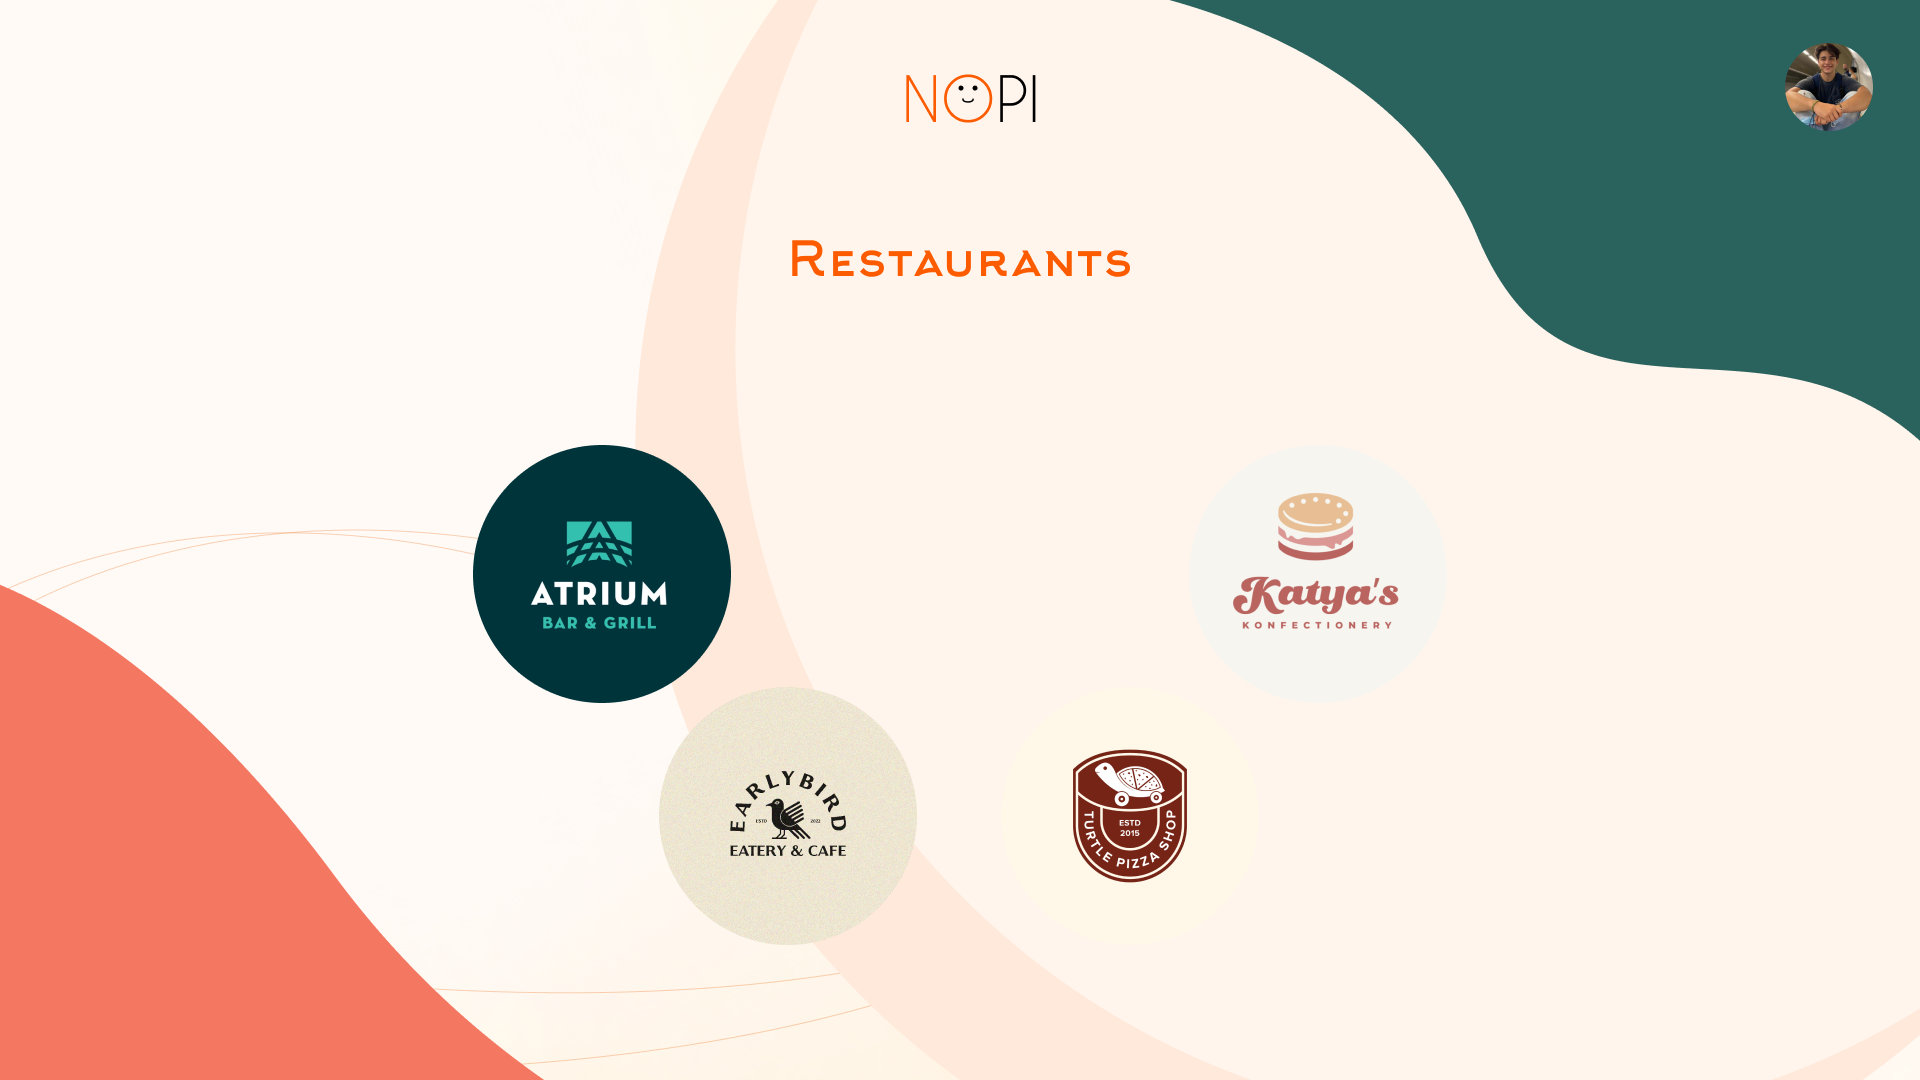 NOPI
Restaurants
ATRIUM
BAR & GRILL
Katya's
KONFECTIONERY
EARLYBIRD
ESTD 2022
EATERY & CAFE
ESTD
2015
TURTLE PIZZA SHOP